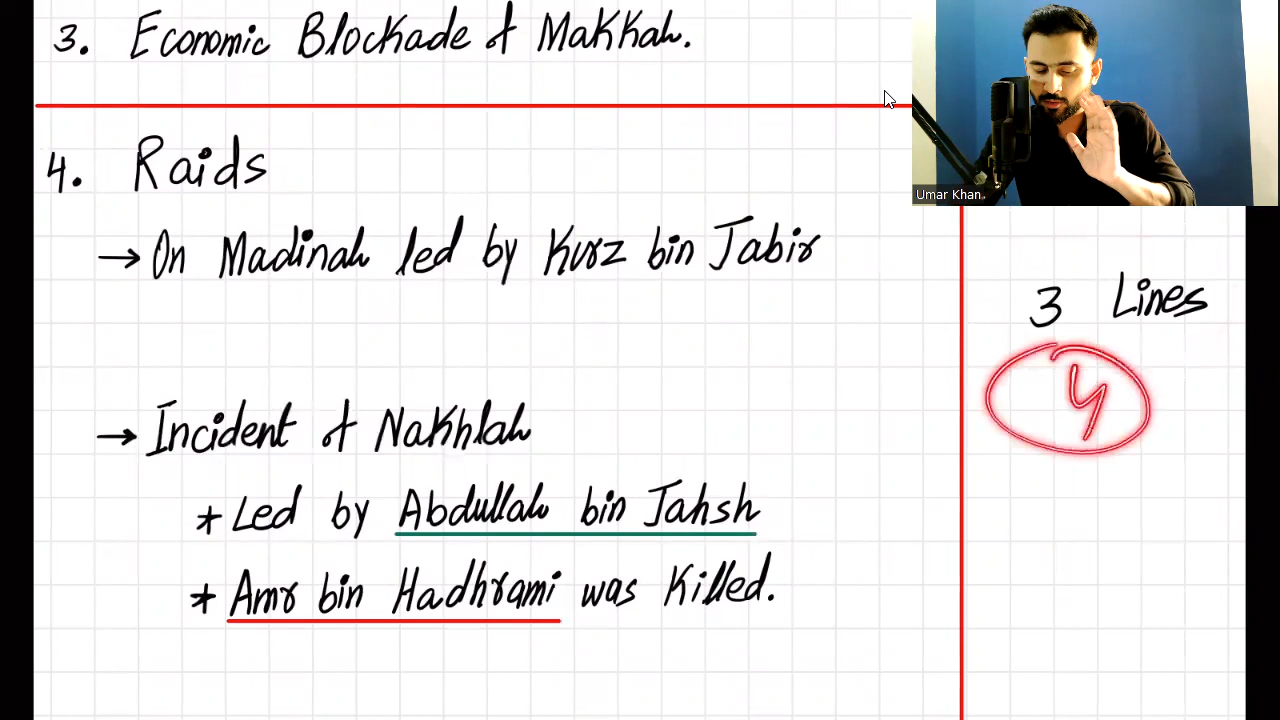 3. Economic Blockade of Makkah.
4. Raids
→ On Madinah led by Kurz bin Jabir
→ Incident of Nakhlah
* Led by Abdullah bin Jahsh
* Amr bin Hadhrami was Killed.
Umar Khan
3 Lines
4